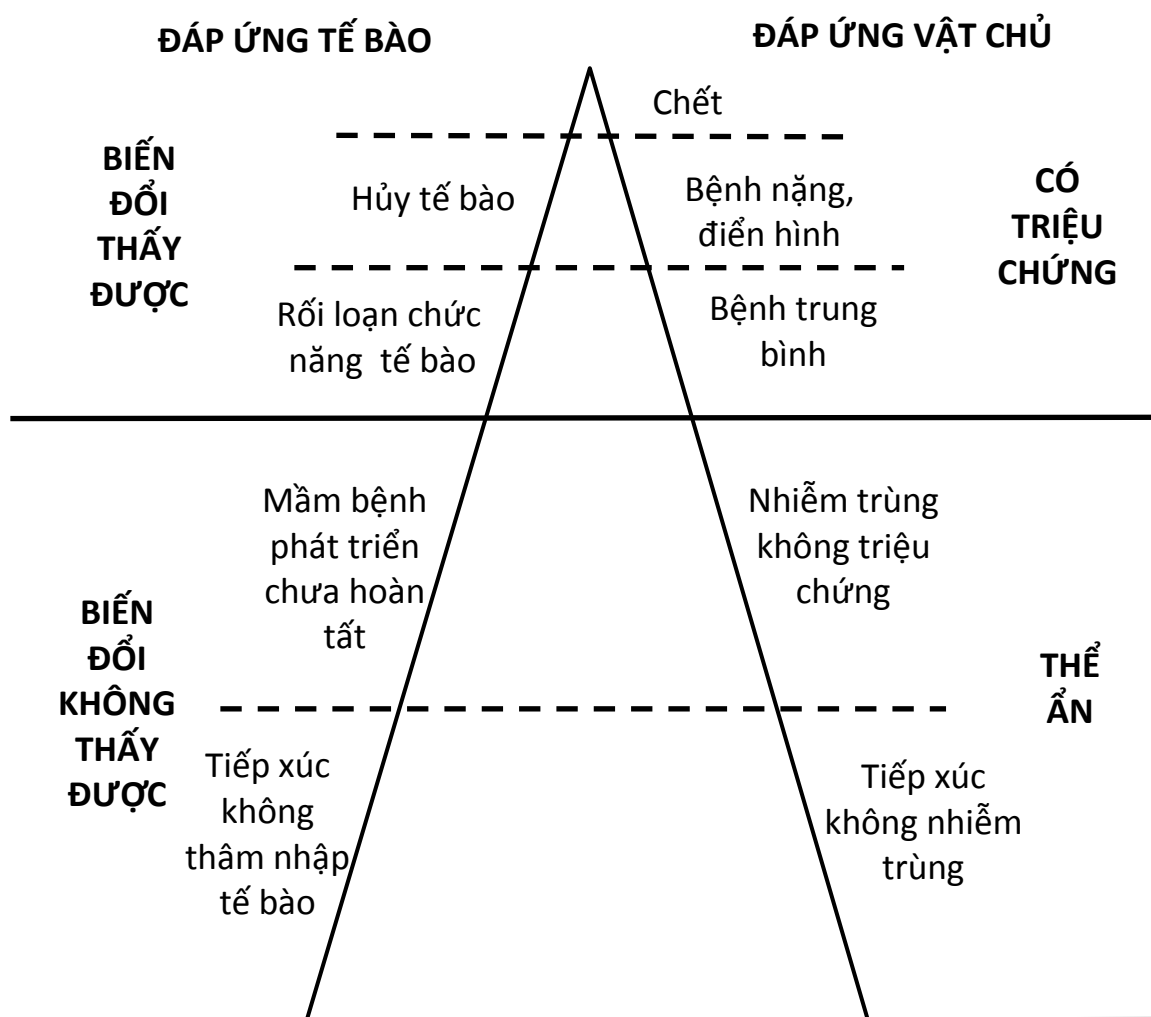 ĐÁP ỨNG TẾ BÀO
ĐÁP ỨNG VẬT CHỦ
Chết
BIẾN
ĐỔI
THẤY
ĐƯỢC
Hủy tế bào
Bệnh nặng,
điển hình
CÓ
TRIỆU
CHỨNG
Rối loạn chức
năng tế bào
Bệnh trung
bình
Mầm bệnh
phát triển
chưa hoàn
tất
Nhiễm trùng
không triệu
chứng
BIẾN
ĐỔI
KHÔNG
THẤY
ĐƯỢC
THỂ
ẨN
Tiếp xúc
không
thâm nhập
tế bào
Tiếp xúc
không nhiễm
trùng